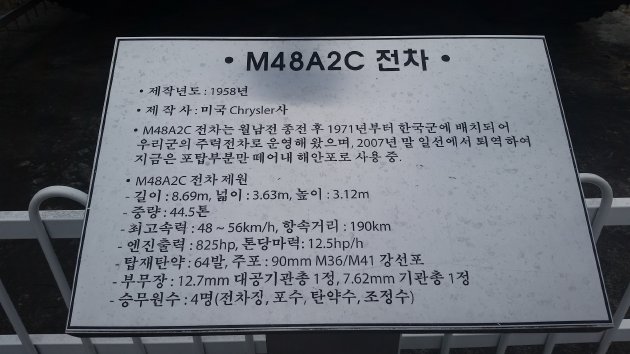 • M48A2C 전차 •
• 제작년도 : 1958년
• 제 작 사 : 미국 Chrysler사
• M48A2C 전차는 월남전 종전 후 1971년부터 한국군에 배치되어
우리군의 주력전차로 운영해 왔으며, 2007년 말 일선에서 퇴역하여
지금은 포탑부분만 떼어내 해안포로 사용 중.
• M48A2C 전차 제원
- 길이 : 8.69m, 넓이 : 3.63m, 높이 : 3.12m
- 중량 : 44.5톤
- 최고속력 : 48 ~ 56km/h, 항속거리 : 190km
- 엔진출력 : 825hp, 톤당마력: 12.5hp/h
- 탑재탄약 : 64발, 주포 : 90mm M36/M41 강선포
- 부무장 : 12.7mm 대공기관총 1정, 7.62mm 기관총 1정
- 승무원수 : 4명(전차징, 포수, 탄약수, 조정수)